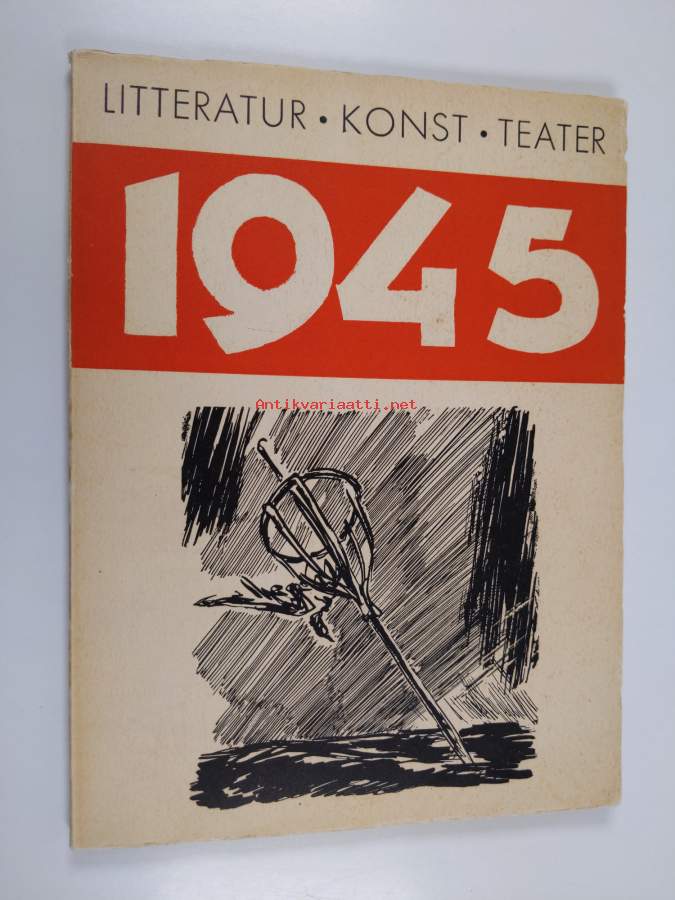 LITTERATUR • KONST • TEATER
1945
Antikvariaatti.net